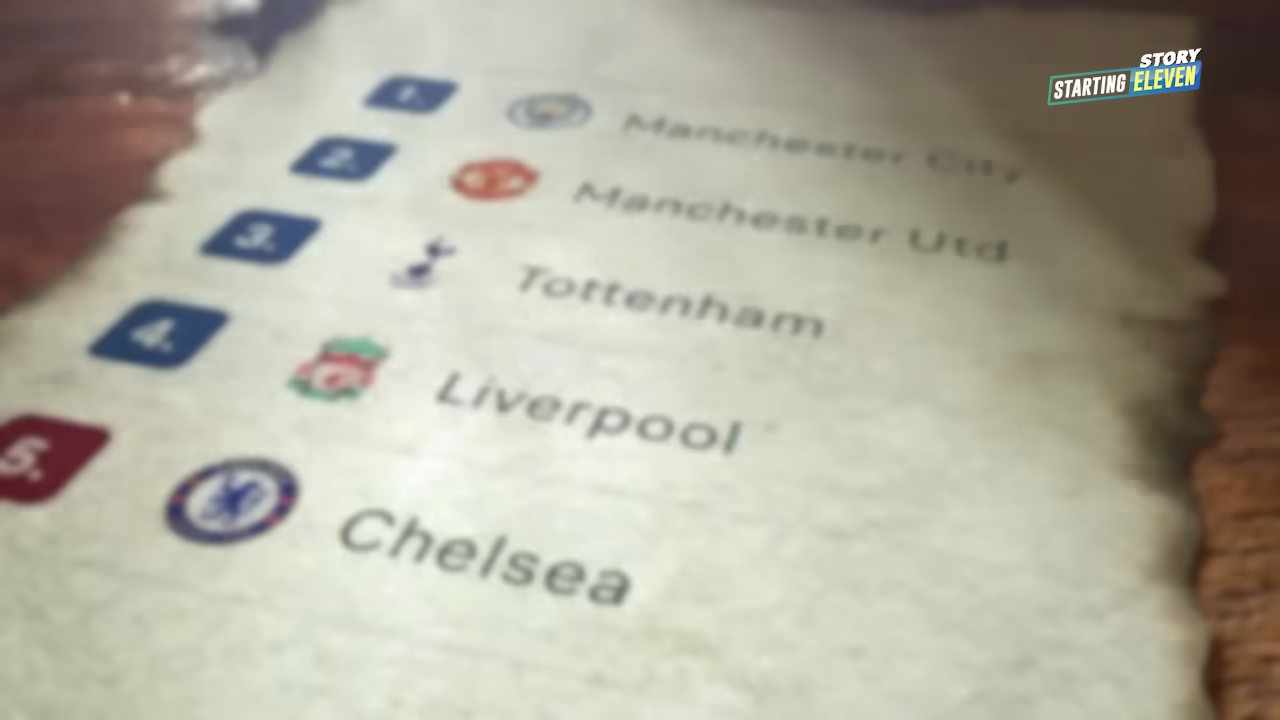 STORY
STARTING ELEVEN
1. Manchester City
2. Manchester Utd
3. Tottenham
4. Liverpool
5. Chelsea